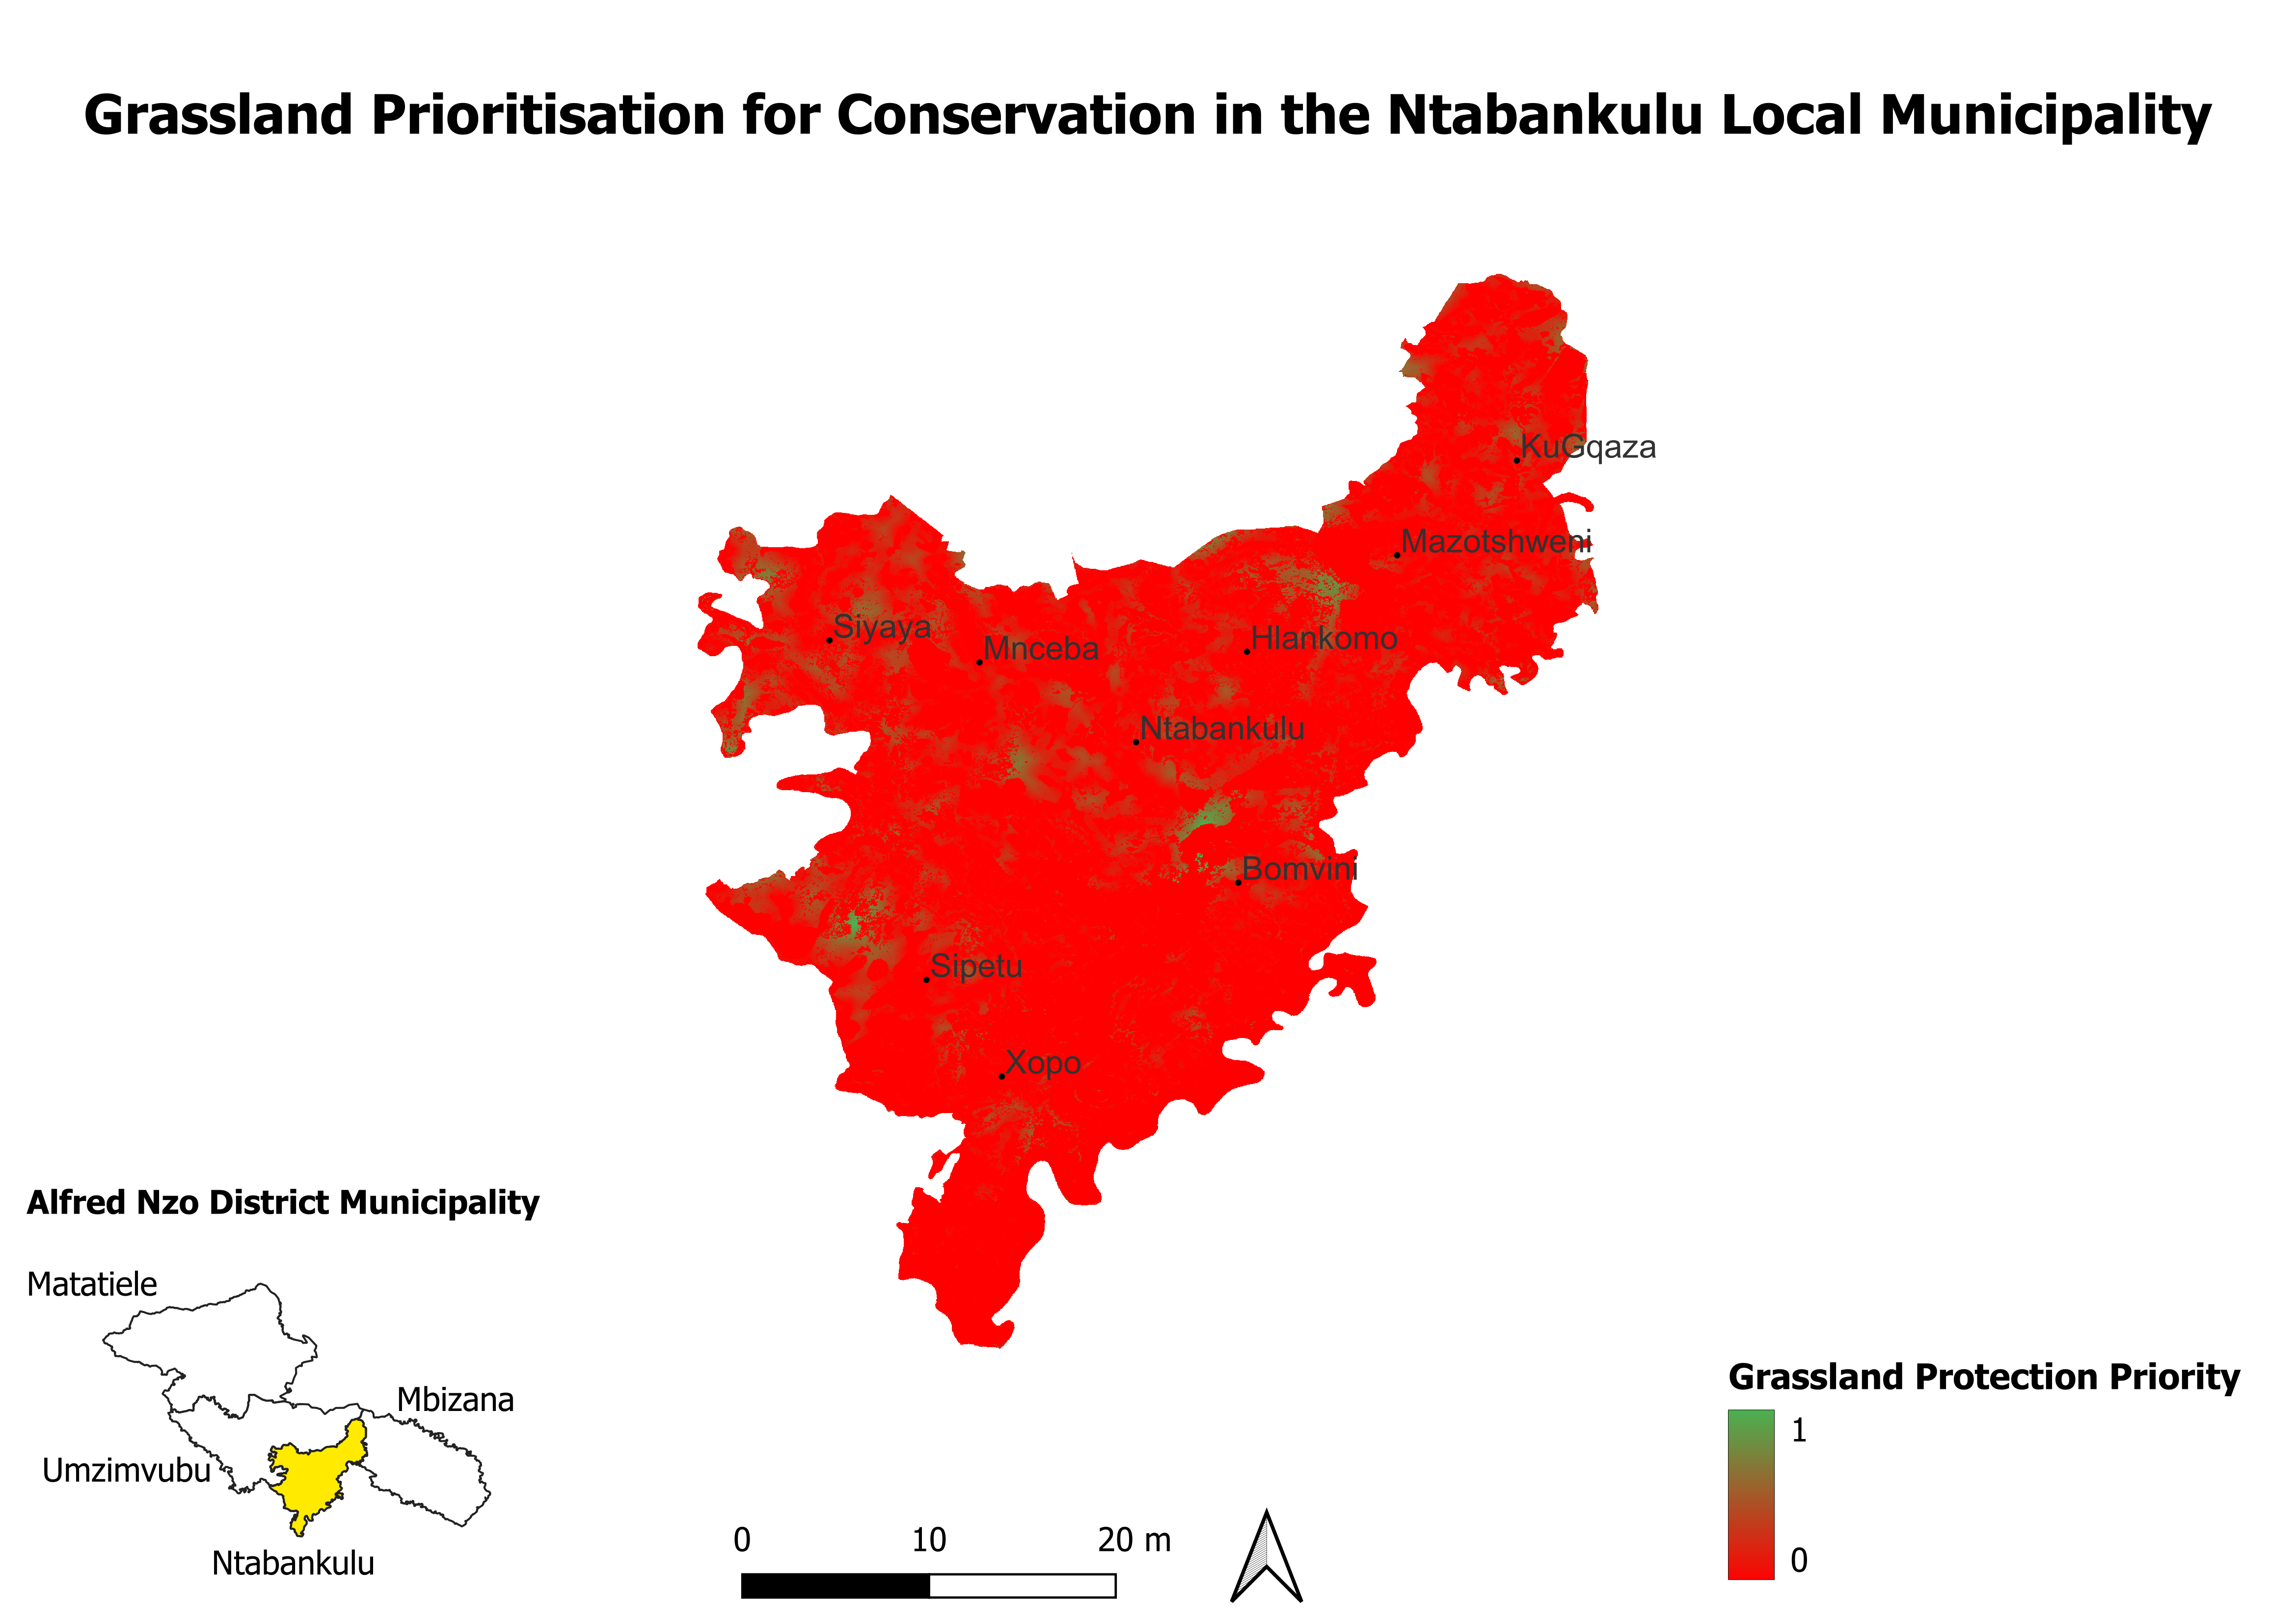 Grassland Prioritisation for Conservation in the Ntabankulu Local Municipality
KuGqaza
Mazotshweni
Siyaya
Mnceba
Hlankomo
Ntabankulu
Bomvini
Sipetu
Xopo
Alfred Nzo District Municipality
Matatiele
Mbizana
Umzimvubu
Ntabankulu
0 10 20 m
Grassland Protection Priority
1
0